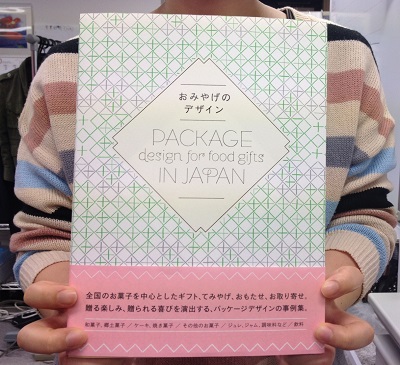 おみやげの
デザイン
PACKAGE
design for food gifts
IN JAPAN
全国のお菓子を中心としたギフト、てみやげ、おもたせ、お取り寄せ。
贈る楽しみ、贈られる喜びを演出する、パッケージデザインの事例集。
和菓子、郷土菓子／ケーキ、焼き菓子／その他のお菓子／ジュレ、ジャム、調味料など／飲料